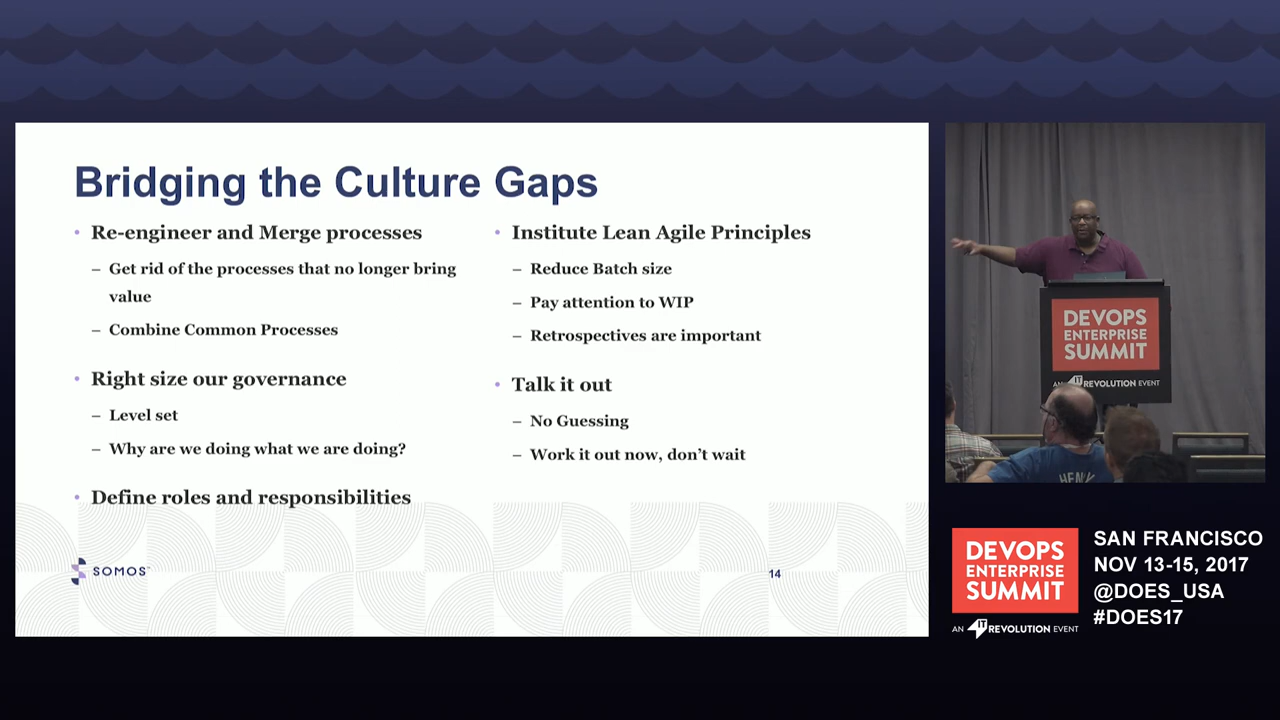 Bridging the Culture Gaps
• Re-engineer and Merge processes
– Get rid of the processes that no longer bring
value
– Combine Common Processes
• Right size our governance
– Level set
– Why are we doing what we are doing?
• Define roles and responsibilities
• Institute Lean Agile Principles
– Reduce Batch size
– Pay attention to WIP
– Retrospectives are important
• Talk it out
– No Guessing
– Work it out now, don’t wait
SOMOS
14
DEVOPS
ENTERPRISE
SUMMIT
AN IT REVOLUTION EVENT
DEVOPS
ENTERPRISE
SUMMIT
AN IT REVOLUTION EVENT
SAN FRANCISCO
NOV 13-15, 2017
@DOES_USA
#DOES17